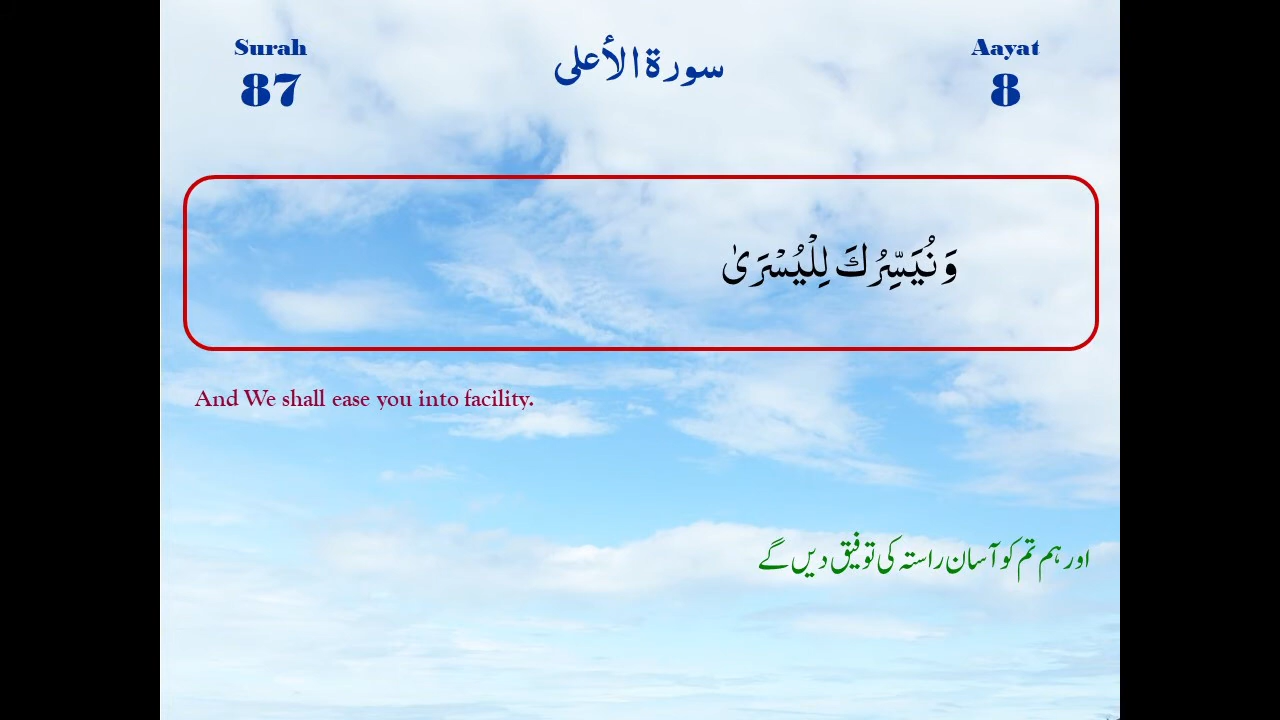 Surah
87
سورة الأعلى
Aayat
8
وَنُيَسِّرُكَ لِلْيُسْرَىٰ
And We shall ease you into facility.
اور ہم تم کو آسان راستہ کی توفیق دیں گے